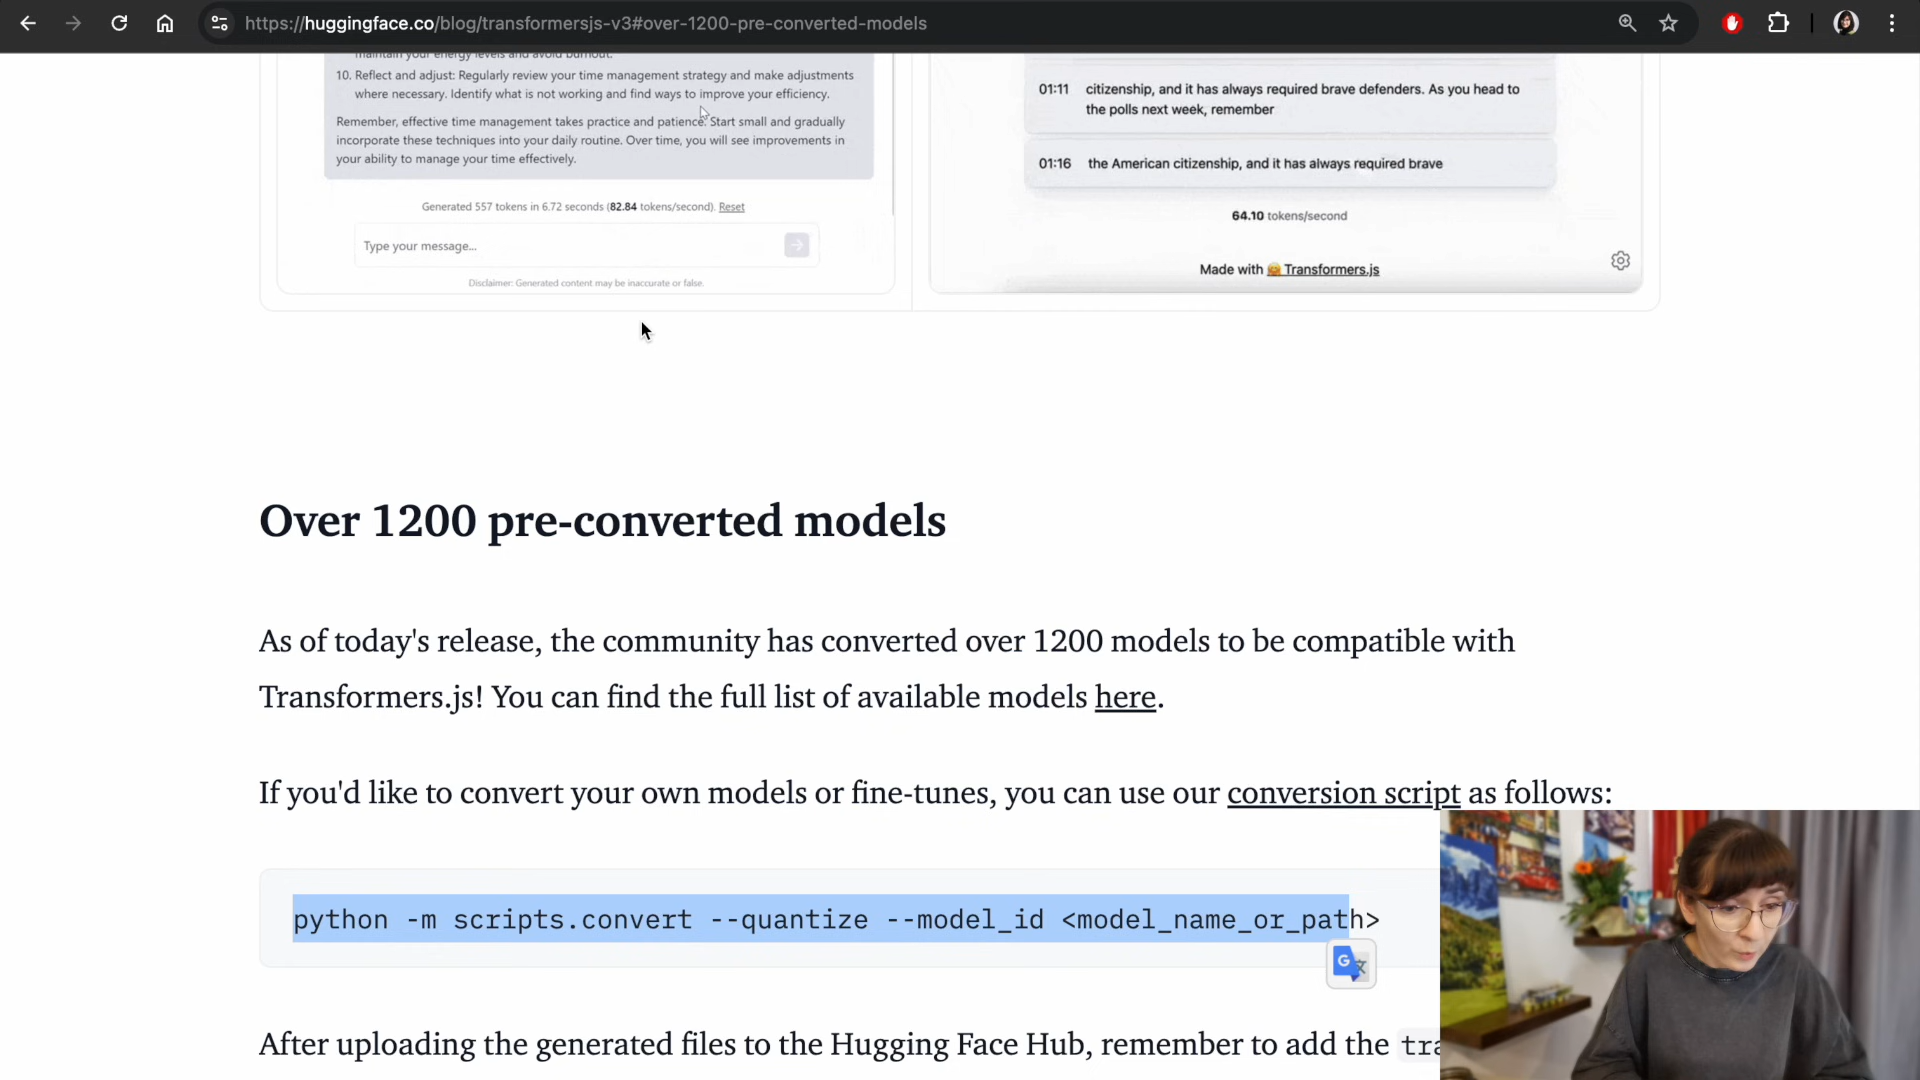 https://huggingface.co/blog/transformersjs-v3#over-1200-pre-converted-models
maintain your energy levels and avoid burnout.
10. Reflect and adjust: Regularly review your time management strategy and make adjustments
where necessary. Identify what is not working and find ways to improve your efficiency.
Remember, effective time management takes practice and patience. Start small and gradually
incorporate these techniques into your daily routine. Over time, you will see improvements in
your ability to manage your time effectively.
Generated 557 tokens in 6.72 seconds (82.84 tokens/second). Reset
Type your message...
Disclaimer: Generated content may be inaccurate or false.
01:11 citizenship, and it has always required brave defenders. As you head to
the polls next week, remember
01:16 the American citizenship, and it has always required brave
64.10 tokens/second
Made with 🤗 Transformers.js
Over 1200 pre-converted models
As of today's release, the community has converted over 1200 models to be compatible with
Transformers.js! You can find the full list of available models here.
If you'd like to convert your own models or fine-tunes, you can use our conversion script as follows:
python -m scripts.convert --quantize --model_id <model_name_or_path>
G文
After uploading the generated files to the Hugging Face Hub, remember to add the tra